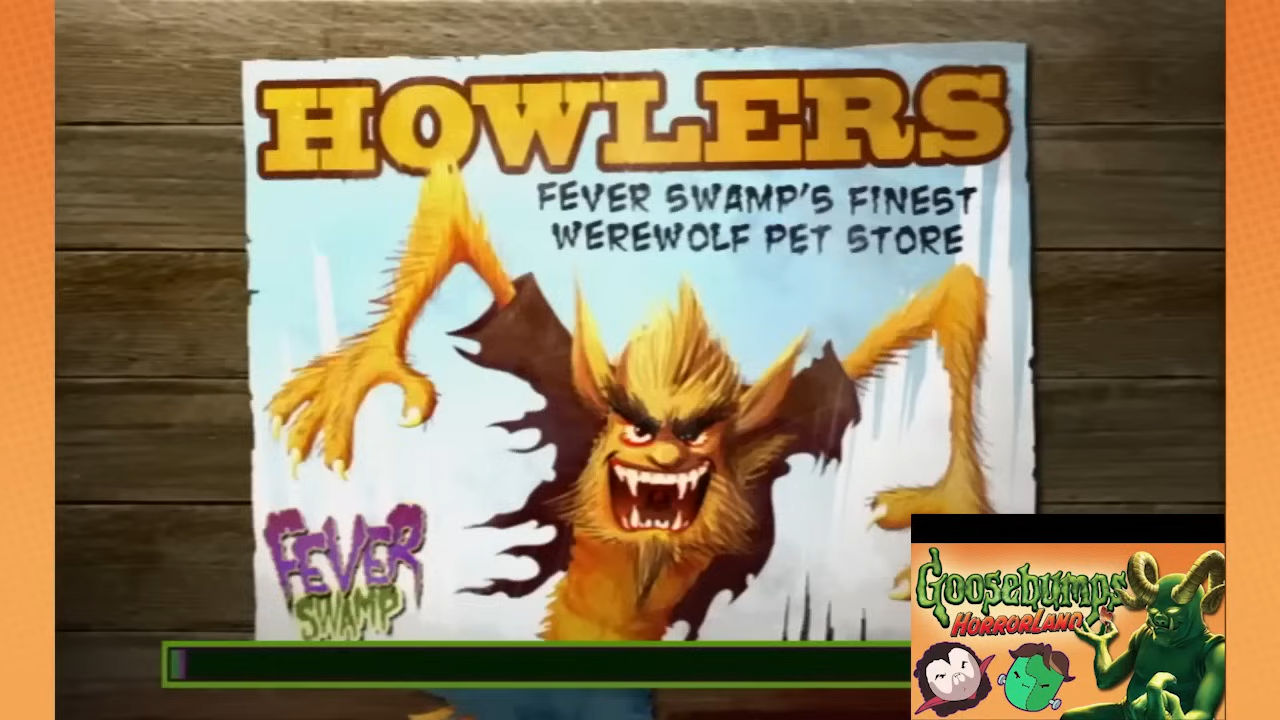 HOWLERS
FEVER SWAMP'S FINEST
WEREWOLF PET STORE
FEVER
SWAMP
GOOSEBUMPS
HORRORLAND